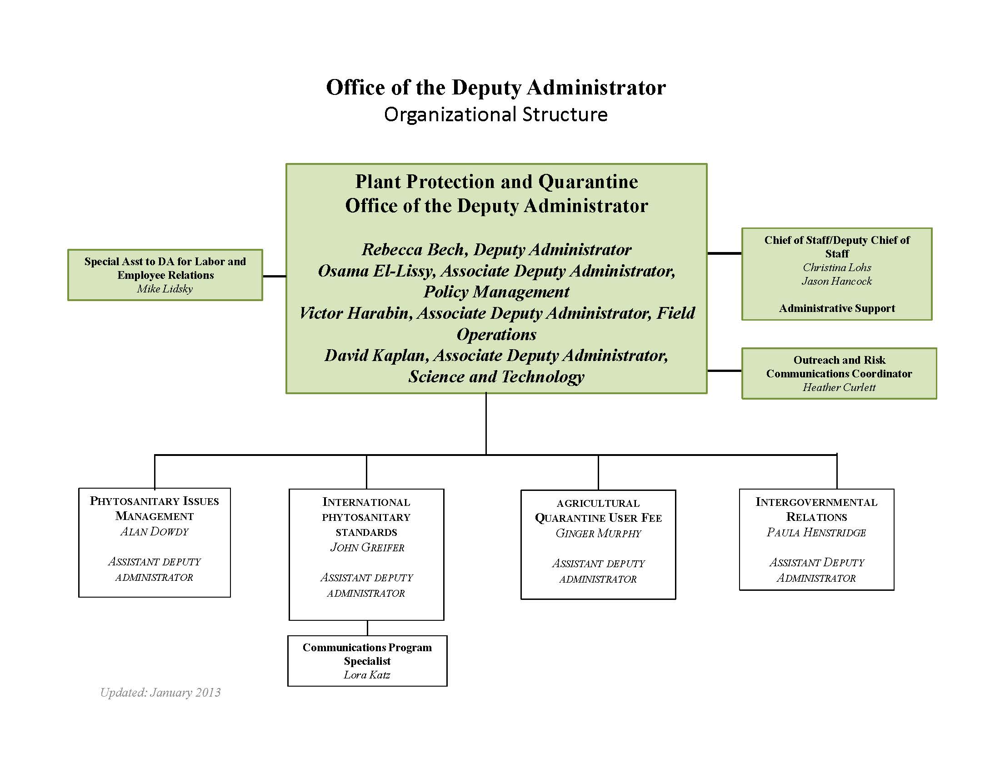 Office of the Deputy Administrator
Organizational Structure
Plant Protection and Quarantine
Office of the Deputy Administrator
Rebecca Bech, Deputy Administrator
Osama El-Lissy, Associate Deputy Administrator,
Policy Management
Victor Harabin, Associate Deputy Administrator, Field
Operations
David Kaplan, Associate Deputy Administrator,
Science and Technology
Special Asst to DA for Labor and
Employee Relations
Mike Lidsky
Chief of Staff/Deputy Chief of
Staff
Christina Lohs
Jason Hancock
Administrative Support
Outreach and Risk
Communications Coordinator
Heather Curlett
PHYTOSANITARY ISSUES
MANAGEMENT
ALAN DOWDY
ASSISTANT DEPUTY
ADMINISTRATOR
INTERNATIONAL
PHYTOSANITARY
STANDARDS
JOHN GREIFER
ASSISTANT DEPUTY
ADMINISTRATOR
AGRICULTURAL
QUARANTINE USER FEE
GINGER MURPHY
ASSISTANT DEPUTY
ADMINISTRATOR
INTERGOVERNMENTAL
RELATIONS
PAULA HENSTRIDGE
ASSISTANT DEPUTY
ADMINISTRATOR
Communications Program
Specialist
Lora Katz
Updated: January 2013